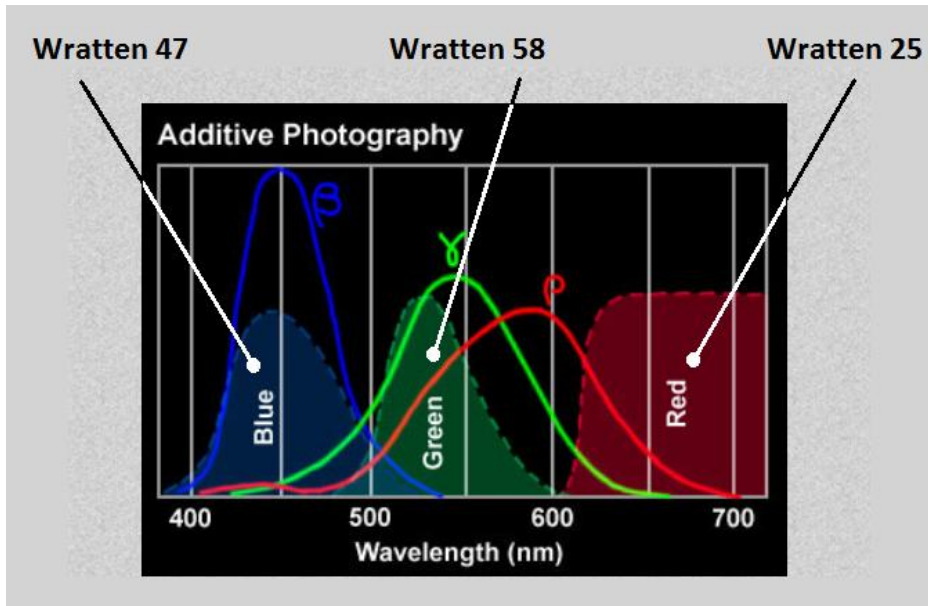 Wratten 47 Wratten 58 Wratten 25
Additive Photography
β γ ρ
Blue Green Red
400 500 600 700
Wavelength (nm)